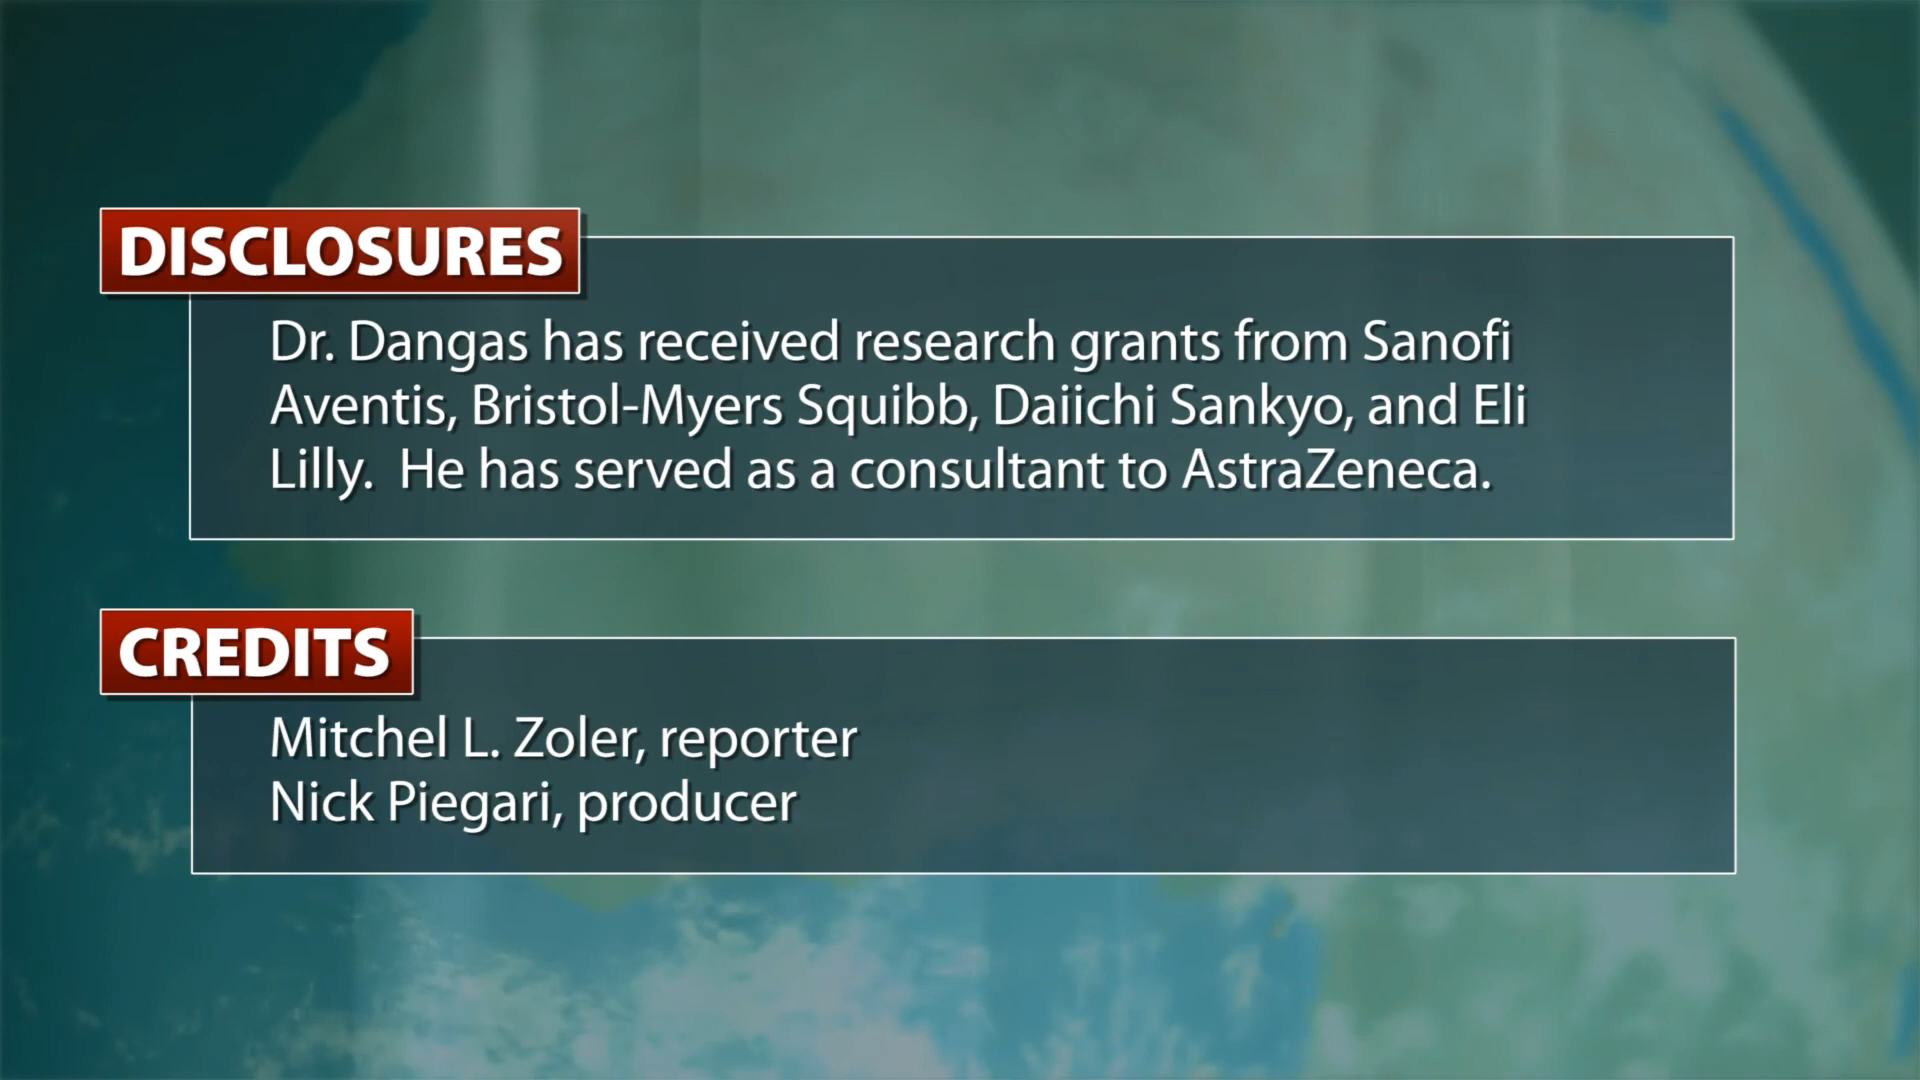 DISCLOSURES
Dr. Dangas has received research grants from Sanofi
Aventis, Bristol-Myers Squibb, Daiichi Sankyo, and Eli
Lilly.  He has served as a consultant to AstraZeneca.
CREDITS
Mitchel L. Zoler, reporter
Nick Piegari, producer